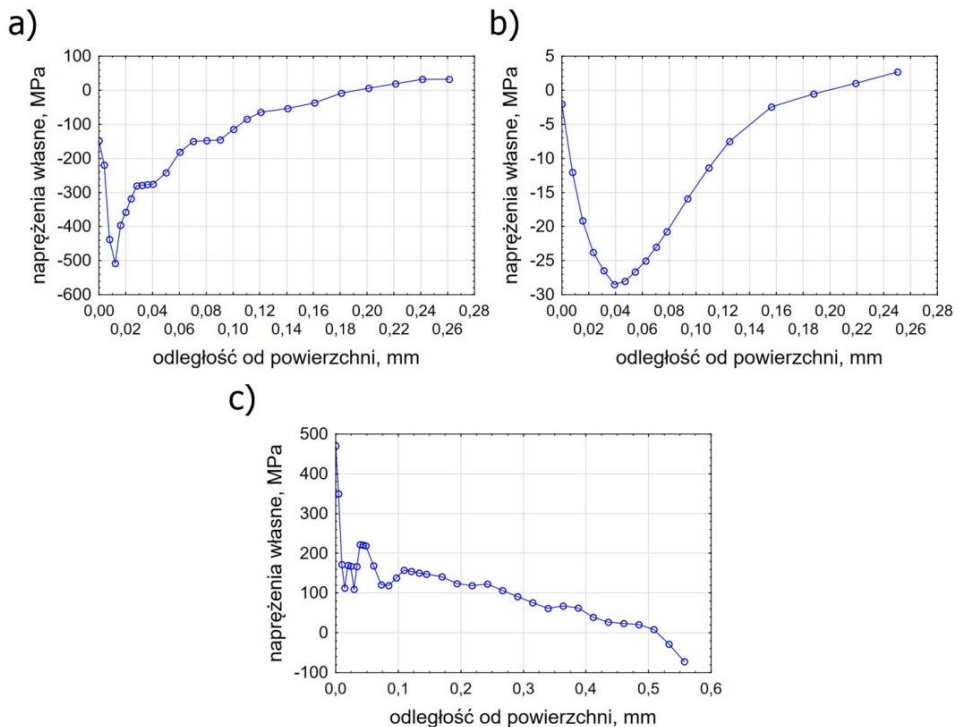 a)
naprężenia własne, MPa
100
0
-100
-200
-300
-400
-500
-600
0,00 0,04 0,08 0,12 0,16 0,20 0,24 0,28
0,02 0,06 0,10 0,14 0,18 0,22 0,26
odległość od powierzchni, mm
b)
naprężenia własne, MPa
5
0
-5
-10
-15
-20
-25
-30
0,00 0,04 0,08 0,12 0,16 0,20 0,24 0,28
0,02 0,06 0,10 0,14 0,18 0,22 0,26
odległość od powierzchni, mm
c)
naprężenia własne, MPa
500
400
300
200
100
0
-100
0,0 0,1 0,2 0,3 0,4 0,5 0,6
odległość od powierzchni, mm